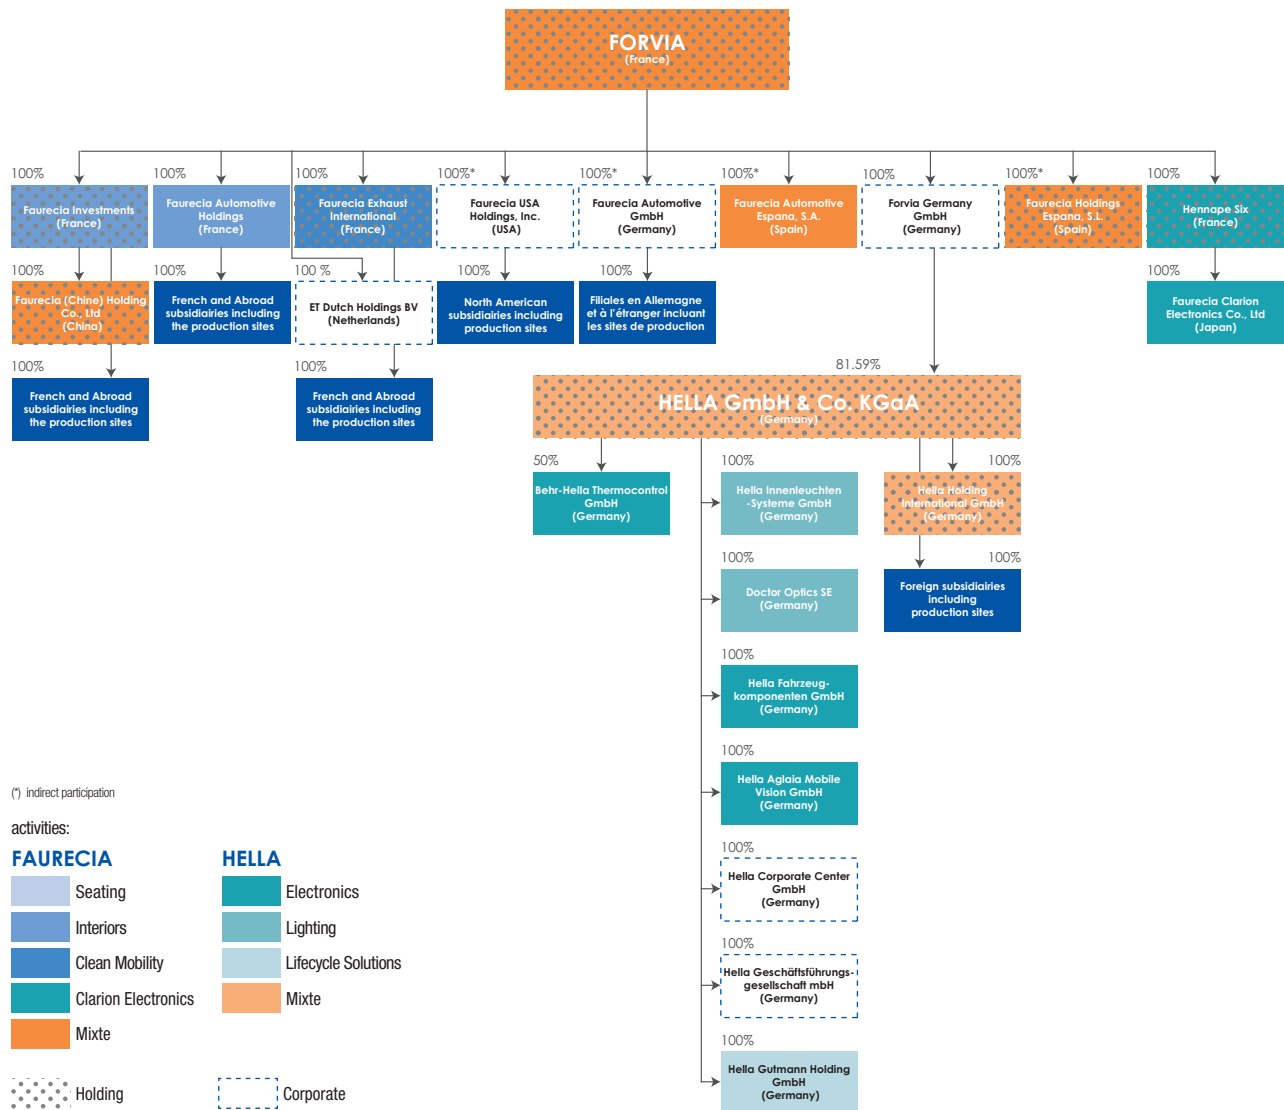 FORVIA
(France)
100%
100%
100%
100%*
100%*
100%*
100%
100%*
100%
Faurecia Investments
(France)
Faurecia Automotive
Holdings
(France)
Faurecia Exhaust
International
(France)
Faurecia USA
Holdings, Inc.
(USA)
Faurecia Automotive
GmbH
(Germany)
Faurecia Automotive
Espana, S.A.
(Spain)
Forvia Germany
GmbH
(Germany)
Faurecia Holdings
Espana, S.L.
(Spain)
Hennape Six
(France)
100%
100%
100 %
100%
100%
100%
Faurecia (Chine) Holding
Co., Ltd
(China)
French and Abroad
subsidiairies including
the production sites
ET Dutch Holdings BV
(Netherlands)
North American
subsidiairies including
production sites
Filiales en Allemagne
et à l'étranger incluant
les sites de production
Faurecia Clarion
Electronics Co., Ltd
(Japan)
100%
100%
81.59%
French and Abroad
subsidiairies including
the production sites
French and Abroad
subsidiairies including
the production sites
HELLA GmbH & Co. KGaA
(Germany)
50%
100%
100%
Behr-Hella Thermocontrol
GmbH
(Germany)
Hella Innenleuchten
-Systeme GmbH
(Germany)
Hella Holding
International GmbH
(Germany)
100%
100%
Doctor Optics SE
(Germany)
Foreign subsidiairies
including
production sites
100%
Hella Fahrzeug-
komponenten GmbH
(Germany)
100%
Hella Aglaia Mobile
Vision GmbH
(Germany)
100%
Hella Corporate Center
GmbH
(Germany)
100%
Hella Geschäftsführungs-
gesellschaft mbH
(Germany)
100%
Hella Gutmann Holding
GmbH
(Germany)
(*) indirect participation
activities:
FAURECIA
Seating
Interiors
Clean Mobility
Clarion Electronics
Mixte
HELLA
Electronics
Lighting
Lifecycle Solutions
Mixte
Holding
Corporate